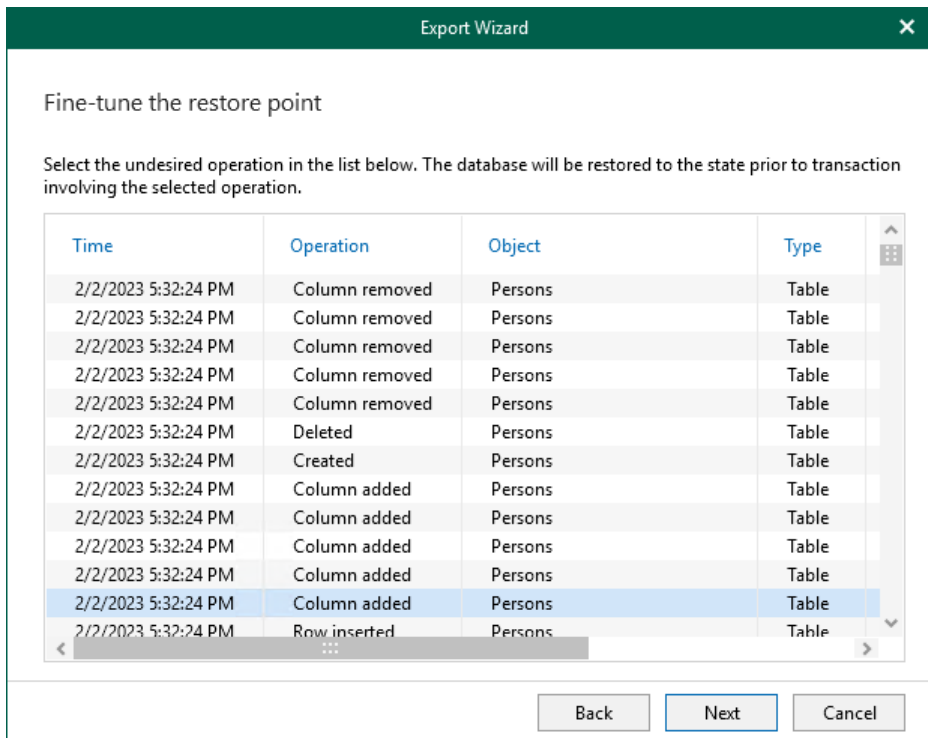 Export Wizard
Fine-tune the restore point
Select the undesired operation in the list below. The database will be restored to the state prior to transaction
involving the selected operation.
Time Operation Object Type
2/2/2023 5:32:24 PM Column removed Persons Table
2/2/2023 5:32:24 PM Column removed Persons Table
2/2/2023 5:32:24 PM Column removed Persons Table
2/2/2023 5:32:24 PM Column removed Persons Table
2/2/2023 5:32:24 PM Column removed Persons Table
2/2/2023 5:32:24 PM Deleted Persons Table
2/2/2023 5:32:24 PM Created Persons Table
2/2/2023 5:32:24 PM Column added Persons Table
2/2/2023 5:32:24 PM Column added Persons Table
2/2/2023 5:32:24 PM Column added Persons Table
2/2/2023 5:32:24 PM Column added Persons Table
2/2/2023 5:32:24 PM Column added Persons Table
2/2/2023 5:32:24 PM Row inserted Persons Table
Back Next Cancel